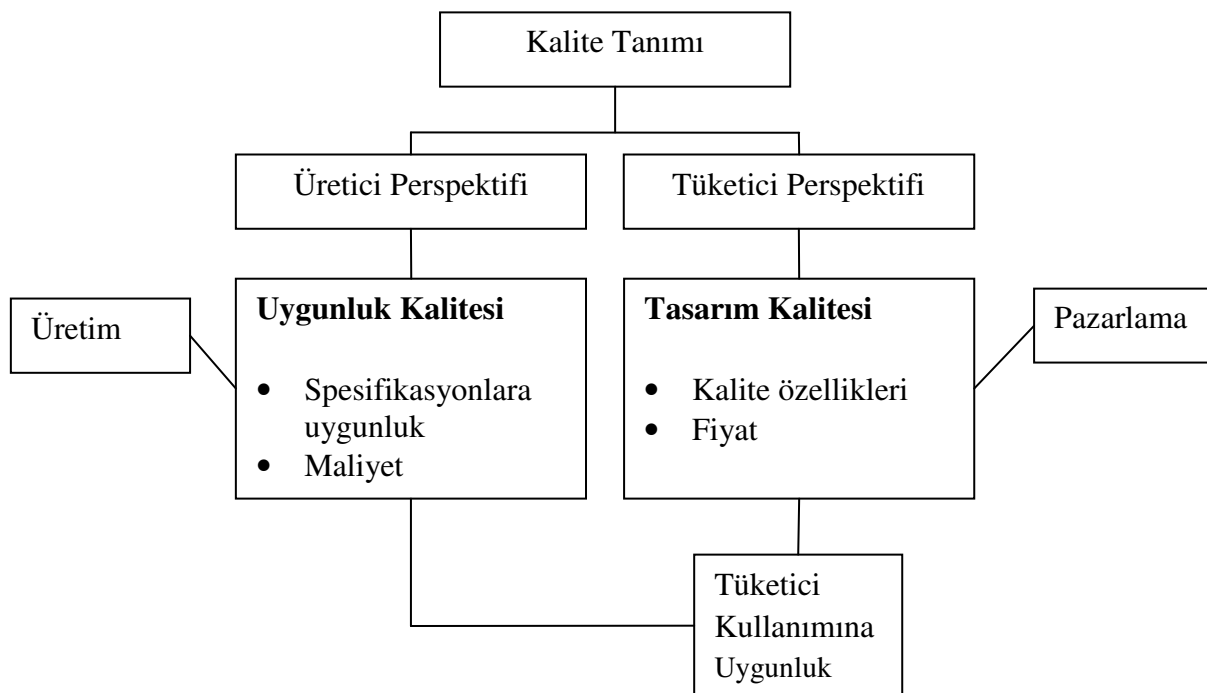 Kalite Tanımı
Üretici Perspektifi
Tüketici Perspektifi
Üretim
Uygunluk Kalitesi
• Spesifikasyonlara
uygunluk
• Maliyet
Tasarım Kalitesi
• Kalite özellikleri
• Fiyat
Pazarlama
Tüketici
Kullanımına
Uygunluk